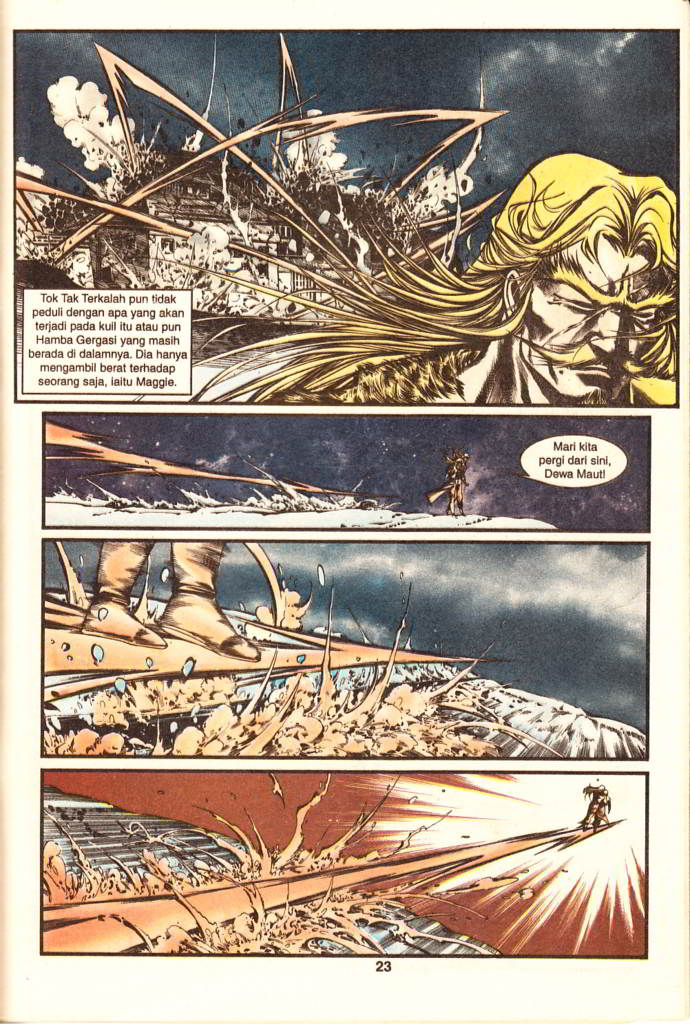 Tok Tak Terkalah pun tidak
peduli dengan apa yang akan
terjadi pada kuil itu atau pun
Hamba Gergasi yang masih
berada di dalamnya. Dia hanya
mengambil berat terhadap
seorang saja, iaitu Maggie.
Mari kita
pergi dari sini,
Dewa Maut!
23